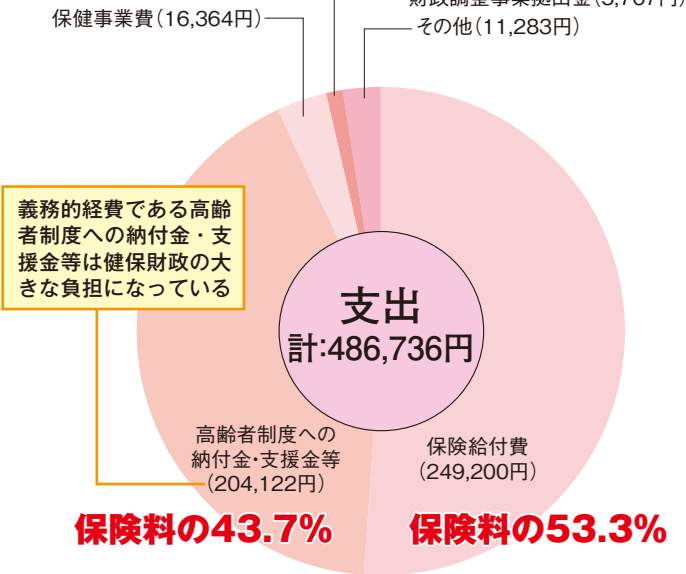 保健事業費(16,364円)
その他(11,283円)
義務的経費である高齢
者制度への納付金・支
援金等は健保財政の大
きな負担になっている
支出
計:486,736円
高齢者制度への
納付金・支援金等
(204,122円)
保険給付費
(249,200円)
保険料の43.7%
保険料の53.3%